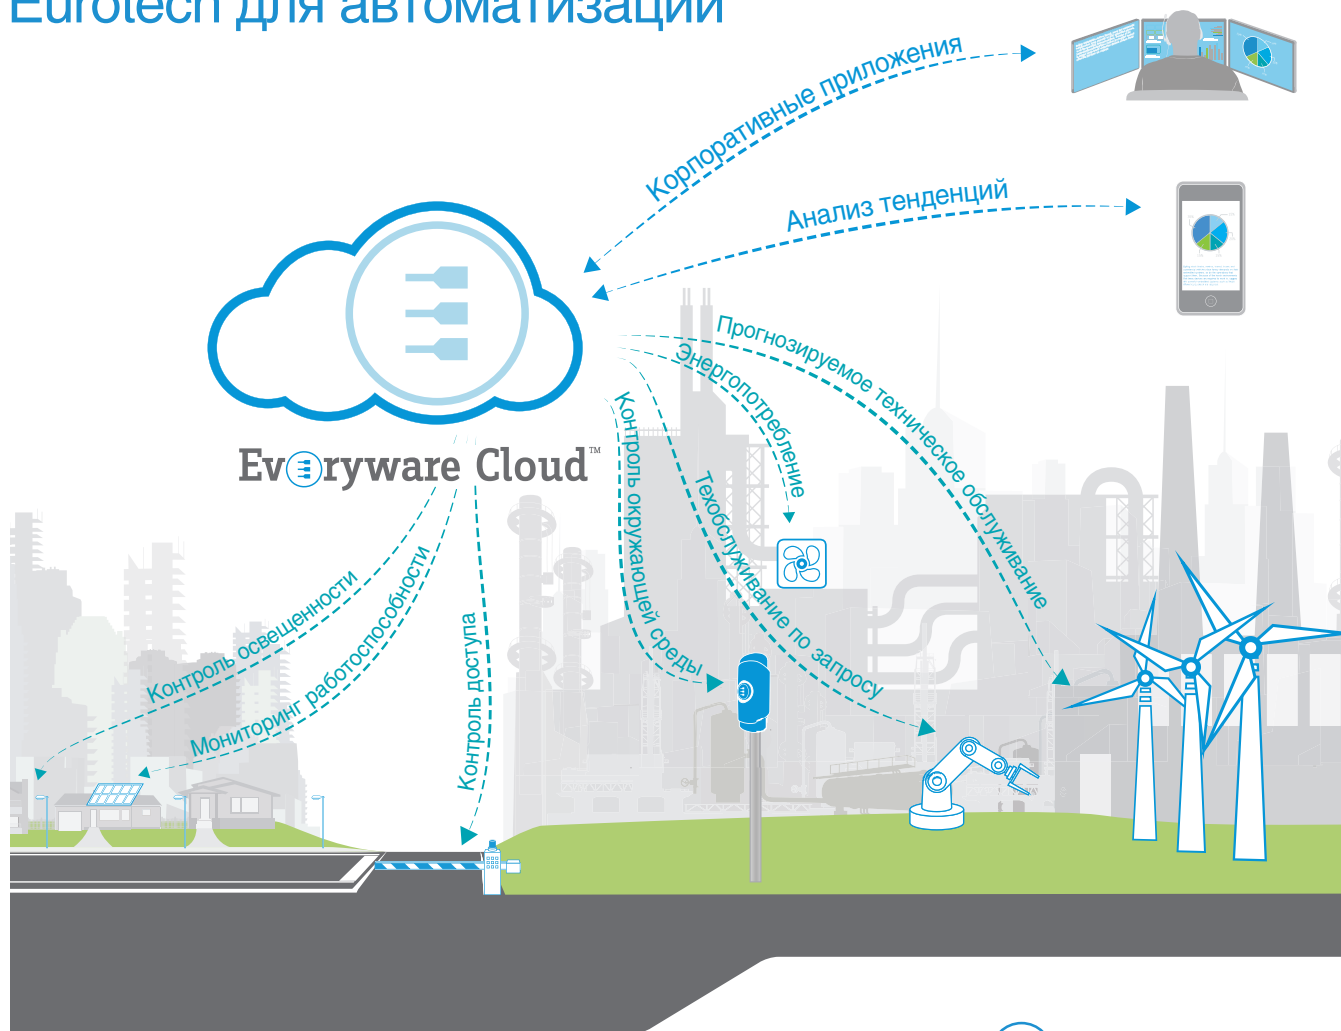 Eurotech для автоматизации
Корпоративные приложения
Анализ тенденций
Прогнозируемое техническое обслуживание
Энергопотребление
Контроль окружающей среды
Техобслуживание по запросу
Everyware Cloud™
Контроль освещенности
Мониторинг работоспособности
Контроль доступа